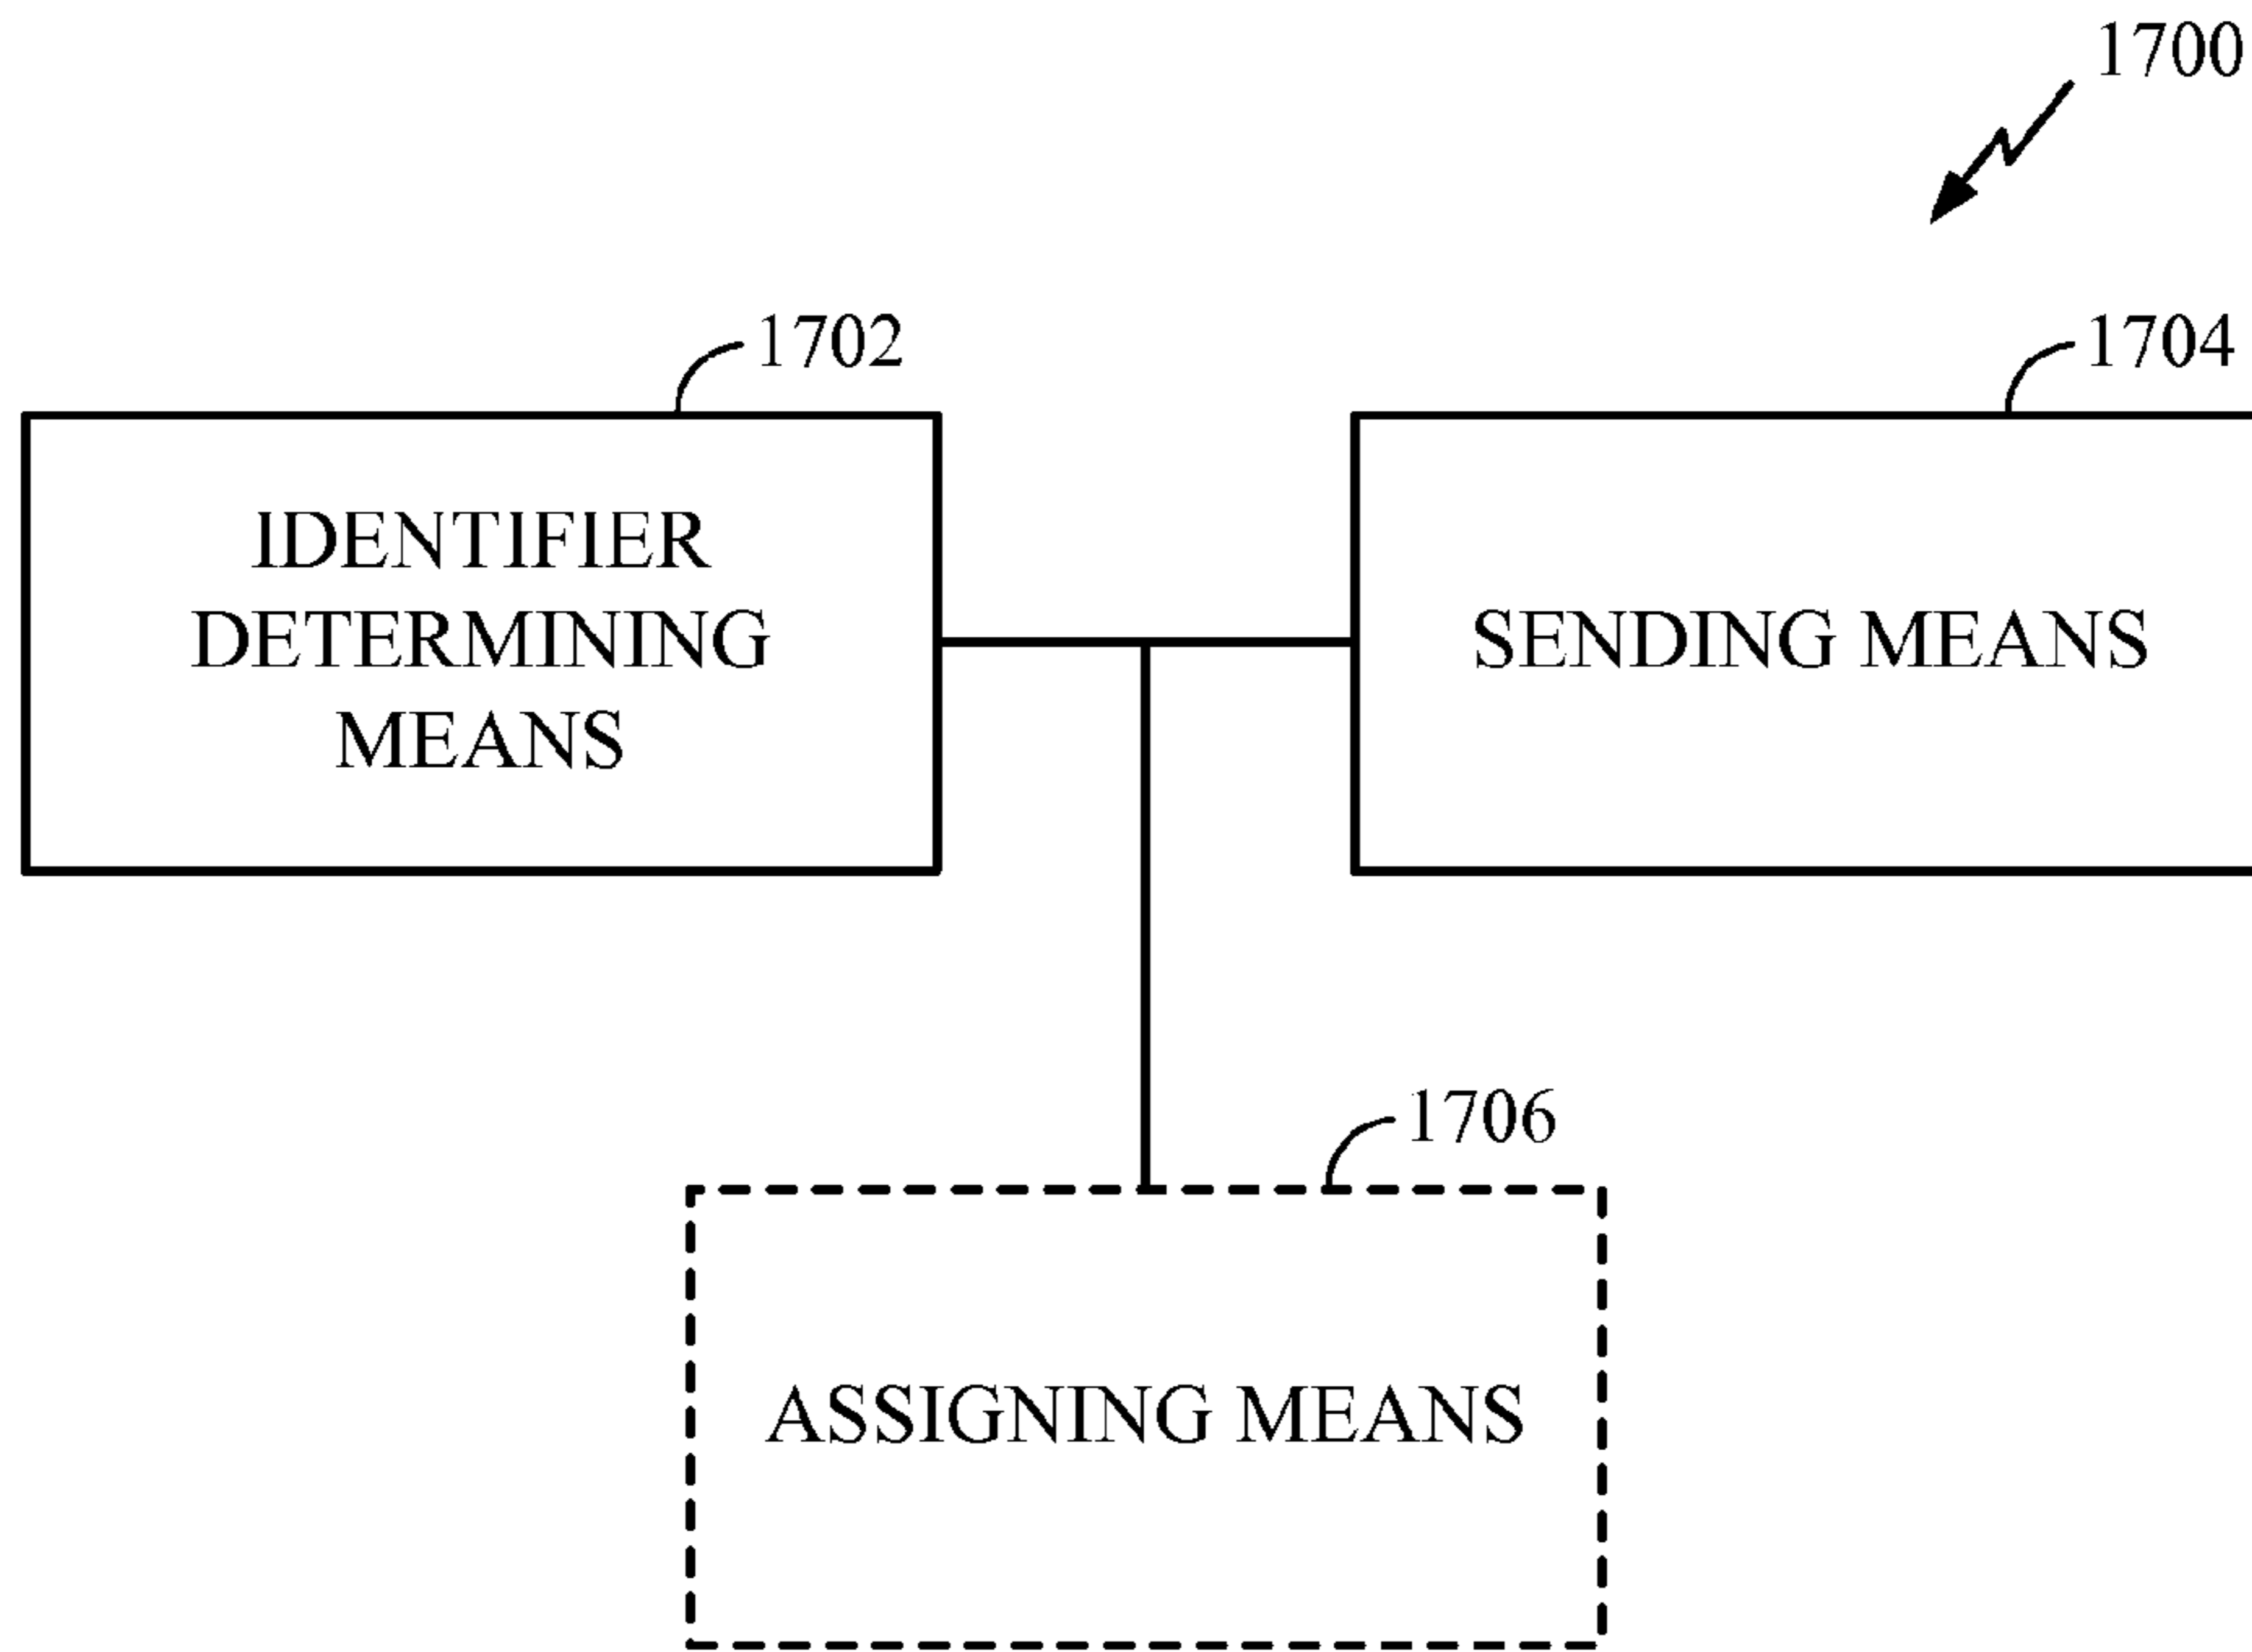 1700
1702
1704
IDENTIFIER
DETERMINING
MEANS
SENDING MEANS
1706
ASSIGNING MEANS